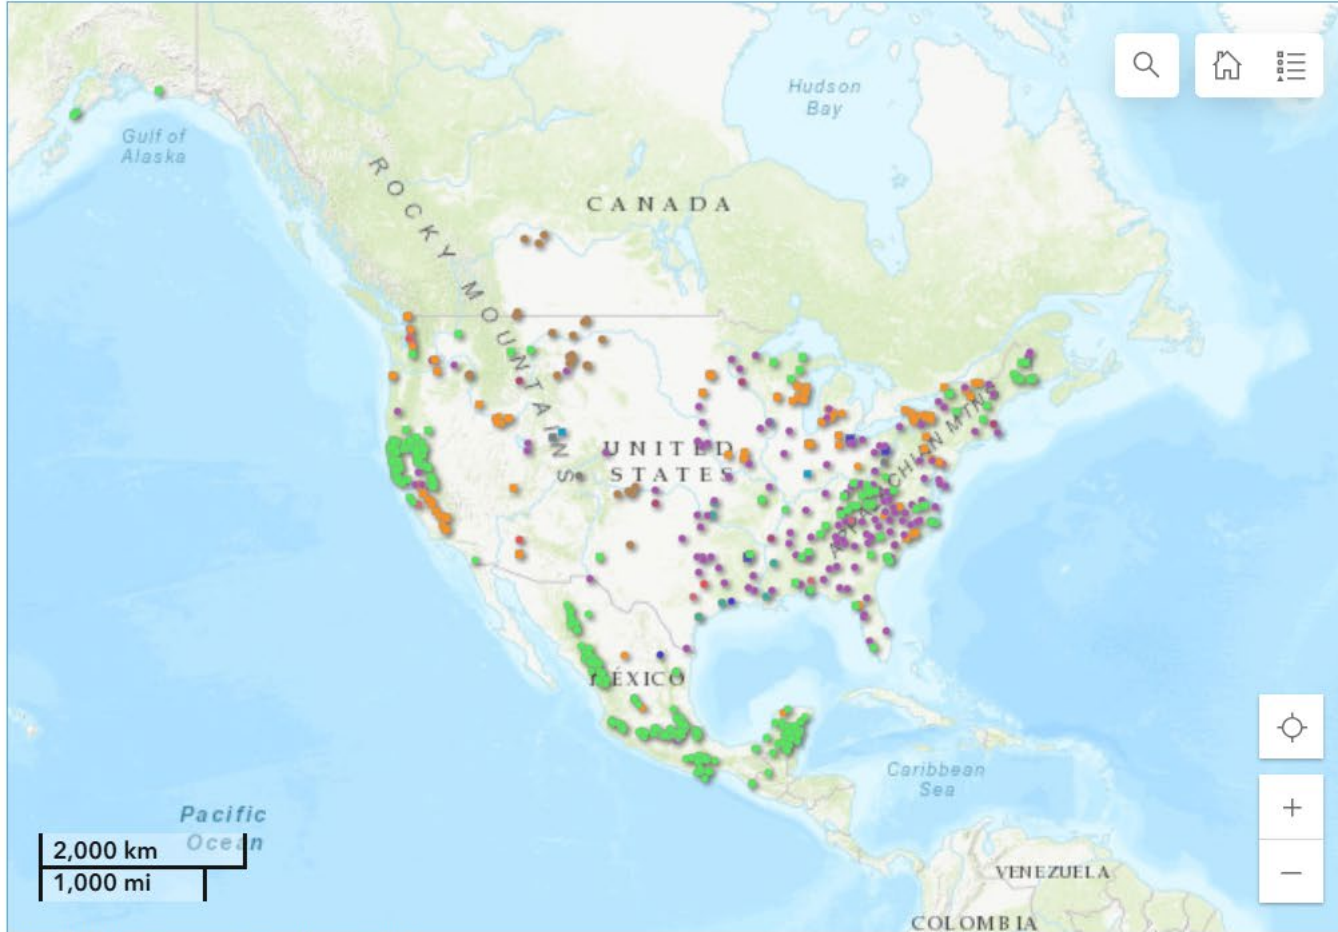 Hudson
Bay
Gulf of
Alaska
CANADA
ROCKY MOUNTAINS
UNITED
STATES
APPALACHIAN MTNS
MÉXICO
Caribbean
Sea
Pacific
Ocean
2,000 km
1,000 mi
VENEZUELA
COLOMBIA